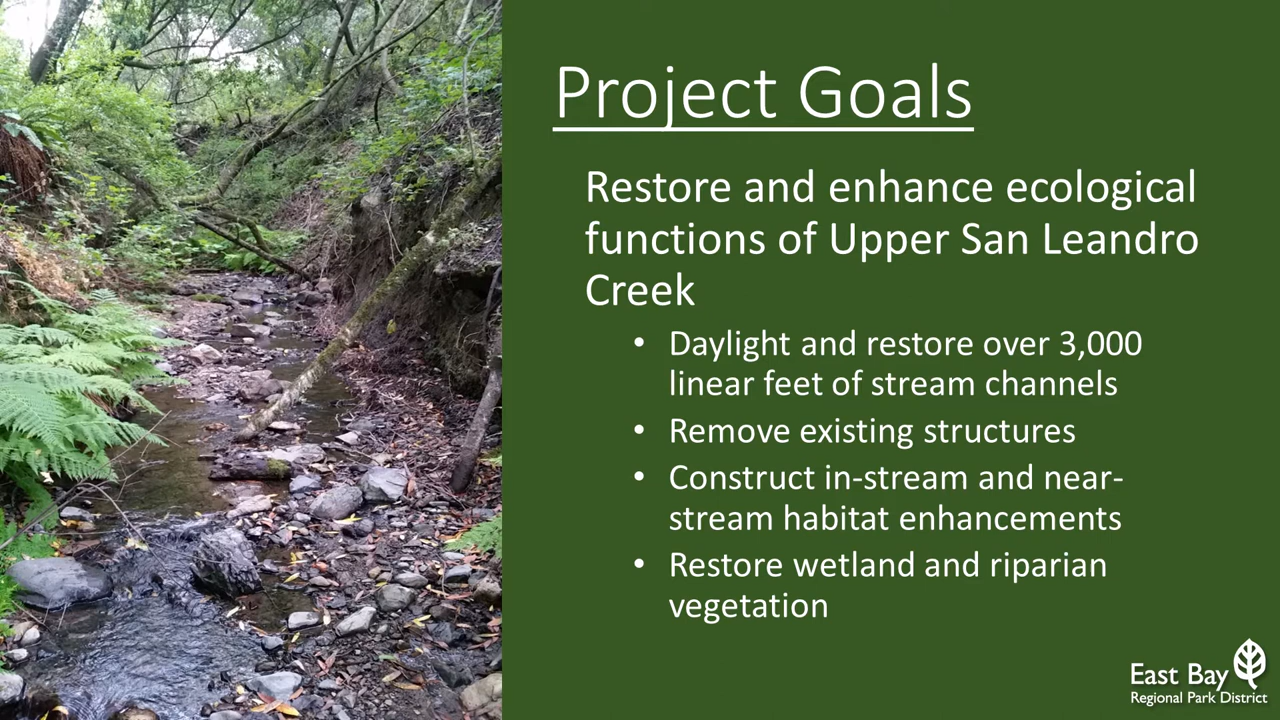 Project Goals
Restore and enhance ecological
functions of Upper San Leandro
Creek
• Daylight and restore over 3,000
linear feet of stream channels
• Remove existing structures
• Construct in-stream and near-
stream habitat enhancements
• Restore wetland and riparian
vegetation
East Bay
Regional Park District